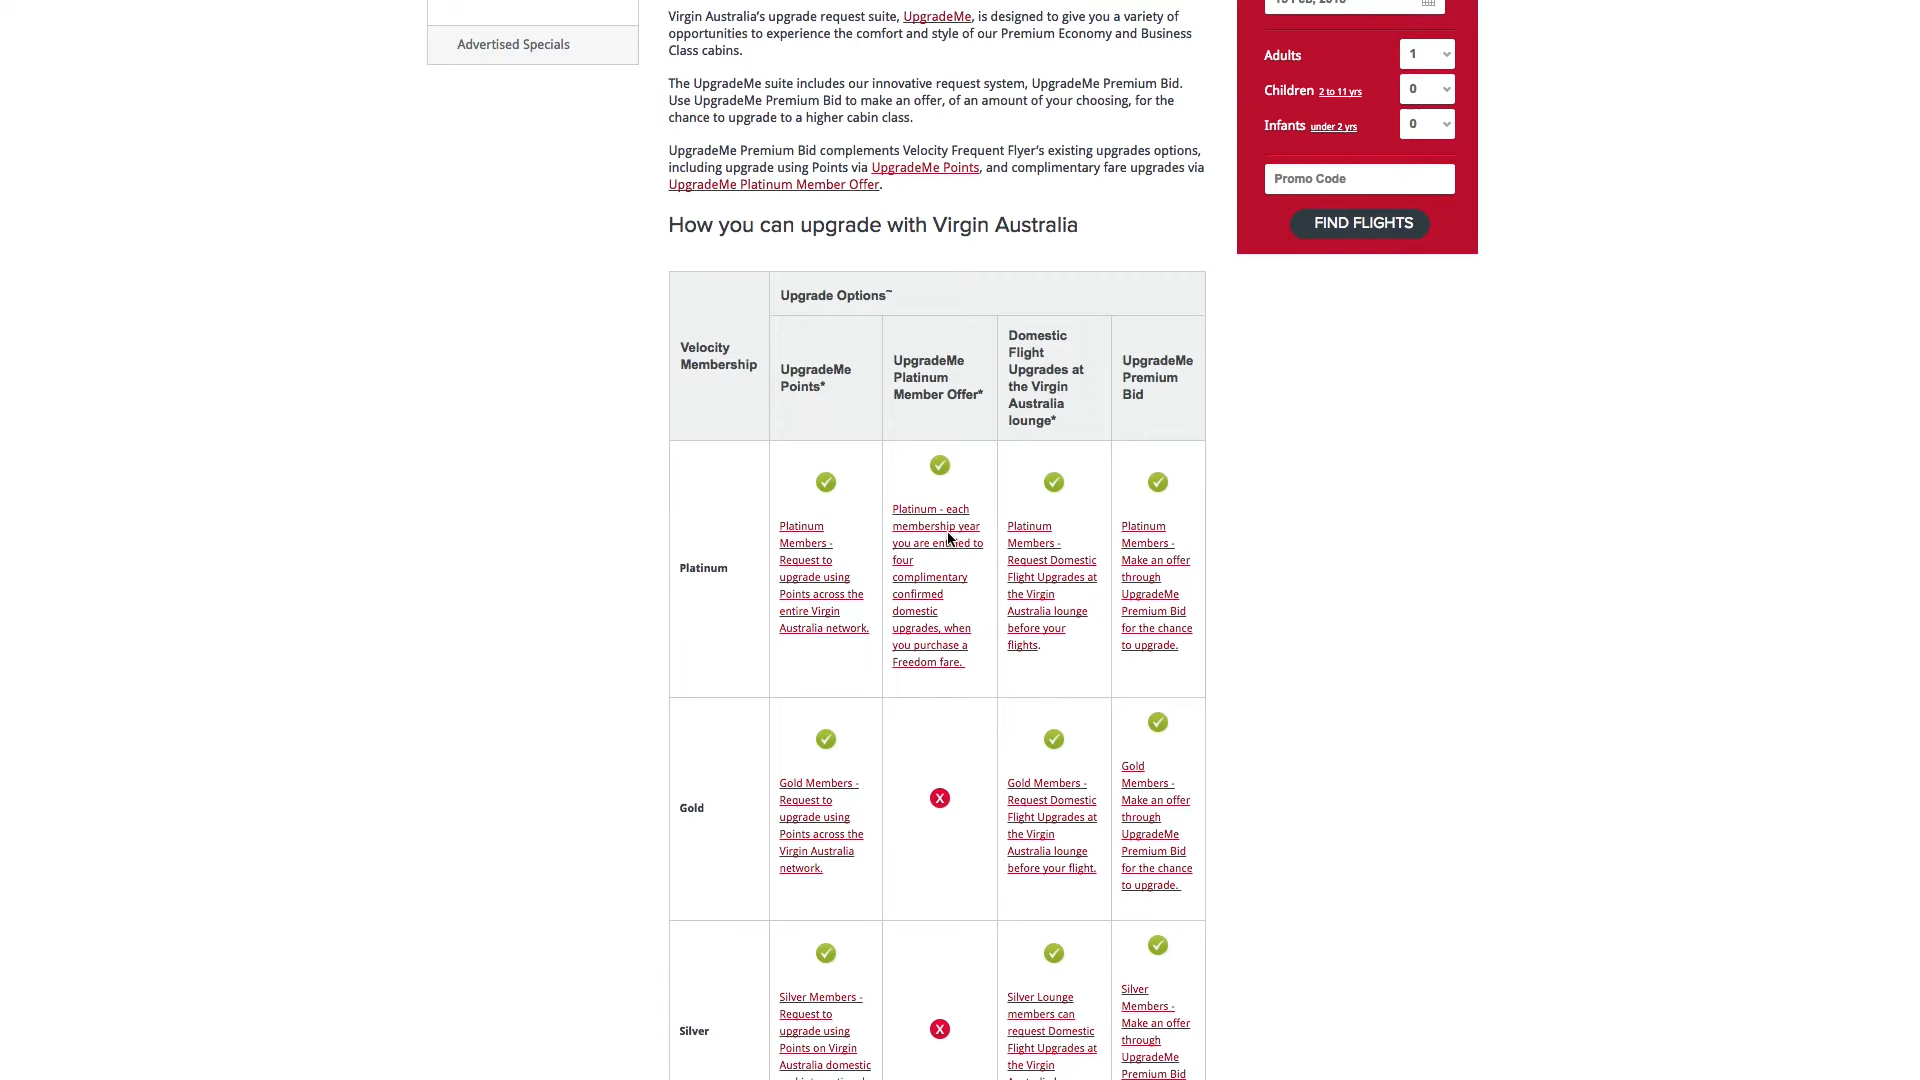 Advertised Specials
Virgin Australia's upgrade request suite, UpgradeMe, is designed to give you a variety of
opportunities to experience the comfort and style of our Premium Economy and Business
Class cabins.
The UpgradeMe suite includes our innovative request system, UpgradeMe Premium Bid.
Use UpgradeMe Premium Bid to make an offer, of an amount of your choosing, for the
chance to upgrade to a higher cabin class.
UpgradeMe Premium Bid complements Velocity Frequent Flyer's existing upgrades options,
including upgrade using Points via UpgradeMe Points, and complimentary fare upgrades via
UpgradeMe Platinum Member Offer.
How you can upgrade with Virgin Australia
Adults
1
Children 2 to 11 yrs
0
Infants under 2 yrs
0
Promo Code
FIND FLIGHTS
Velocity
Membership
Upgrade Options~
UpgradeMe
Points*
UpgradeMe
Platinum
Member Offer*
Domestic
Flight
Upgrades at
the Virgin
Australia
lounge*
UpgradeMe
Premium
Bid
Platinum
Platinum
Members -
Request to
upgrade using
Points across the
entire Virgin
Australia network.
Platinum - each
membership year
you are entitled to
four
complimentary
confirmed
domestic
upgrades, when
you purchase a
Freedom fare.
Platinum
Members -
Request Domestic
Flight Upgrades at
the Virgin
Australia lounge
before your
flights.
Platinum
Members -
Make an offer
through
UpgradeMe
Premium Bid
for the chance
to upgrade.
Gold
Gold Members -
Request to
upgrade using
Points across the
Virgin Australia
network.
X
Gold Members -
Request Domestic
Flight Upgrades at
the Virgin
Australia lounge
before your flight.
Gold
Members -
Make an offer
through
UpgradeMe
Premium Bid
for the chance
to upgrade.
Silver
Silver Members -
Request to
upgrade using
Points on Virgin
Australia domestic
X
Silver Lounge
members can
request Domestic
Flight Upgrades at
the Virgin
Silver
Members -
Make an offer
through
UpgradeMe
Premium Bid